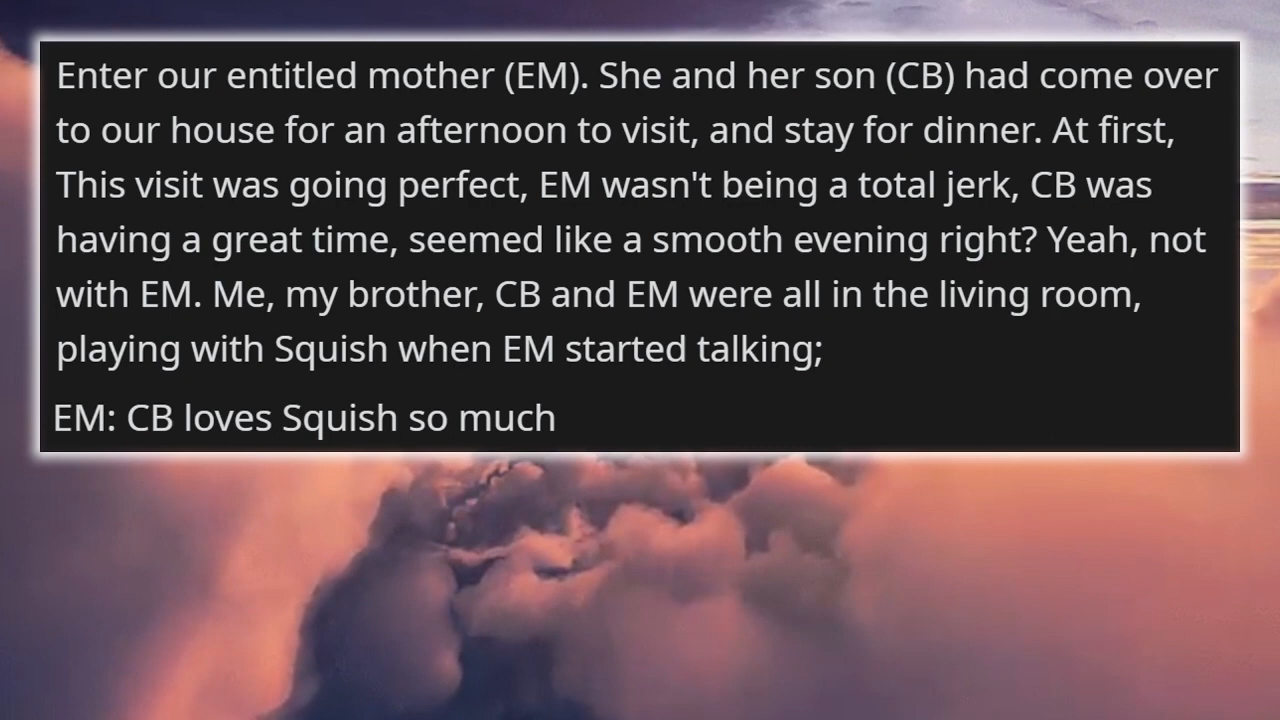 Enter our entitled mother (EM). She and her son (CB) had come over
to our house for an afternoon to visit, and stay for dinner. At first,
This visit was going perfect, EM wasn't being a total jerk, CB was
having a great time, seemed like a smooth evening right? Yeah, not
with EM. Me, my brother, CB and EM were all in the living room,
playing with Squish when EM started talking;
EM: CB loves Squish so much